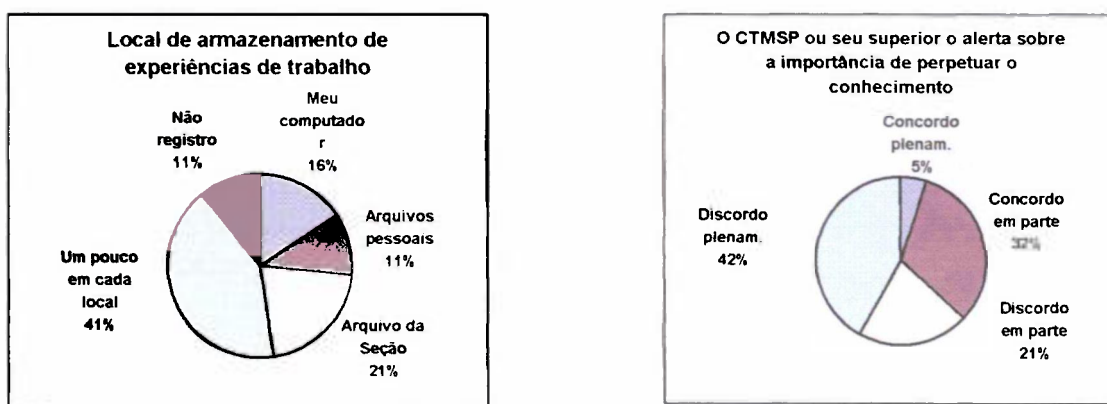 Local de armazenamento de
experiências de trabalho
Não
registro
11%
Meu
computado
r
16%
Arquivos
pessoais
11%
Um pouco
em cada
local
41%
Arquivo da
Seção
21%
O CTMSP ou seu superior o alerta sobre
a importância de perpetuar o
conhecimento
Concordo
plenam.
5%
Concordo
em parte
32%
Discordo
plenam.
42%
Discordo
em parte
21%